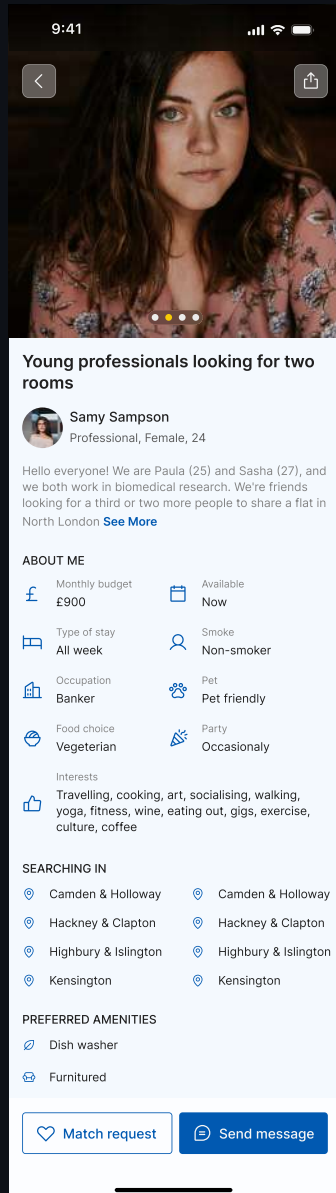 9:41
Young professionals looking for two
rooms
Samy Sampson
Professional, Female, 24
Hello everyone! We are Paula (25) and Sasha (27), and
we both work in biomedical research. We're friends
looking for a third or two more people to share a flat in
North London See More
ABOUT ME
Monthly budget
£900
Available
Now
Type of stay
All week
Smoke
Non-smoker
Occupation
Banker
Pet
Pet friendly
Food choice
Vegeterian
Party
Occasionaly
Interests
Travelling, cooking, art, socialising, walking,
yoga, fitness, wine, eating out, gigs, exercise,
culture, coffee
SEARCHING IN
Camden & Holloway
Camden & Holloway
Hackney & Clapton
Hackney & Clapton
Highbury & Islington
Highbury & Islington
Kensington
Kensington
PREFERRED AMENITIES
Dish washer
Furnitured
Match request
Send message